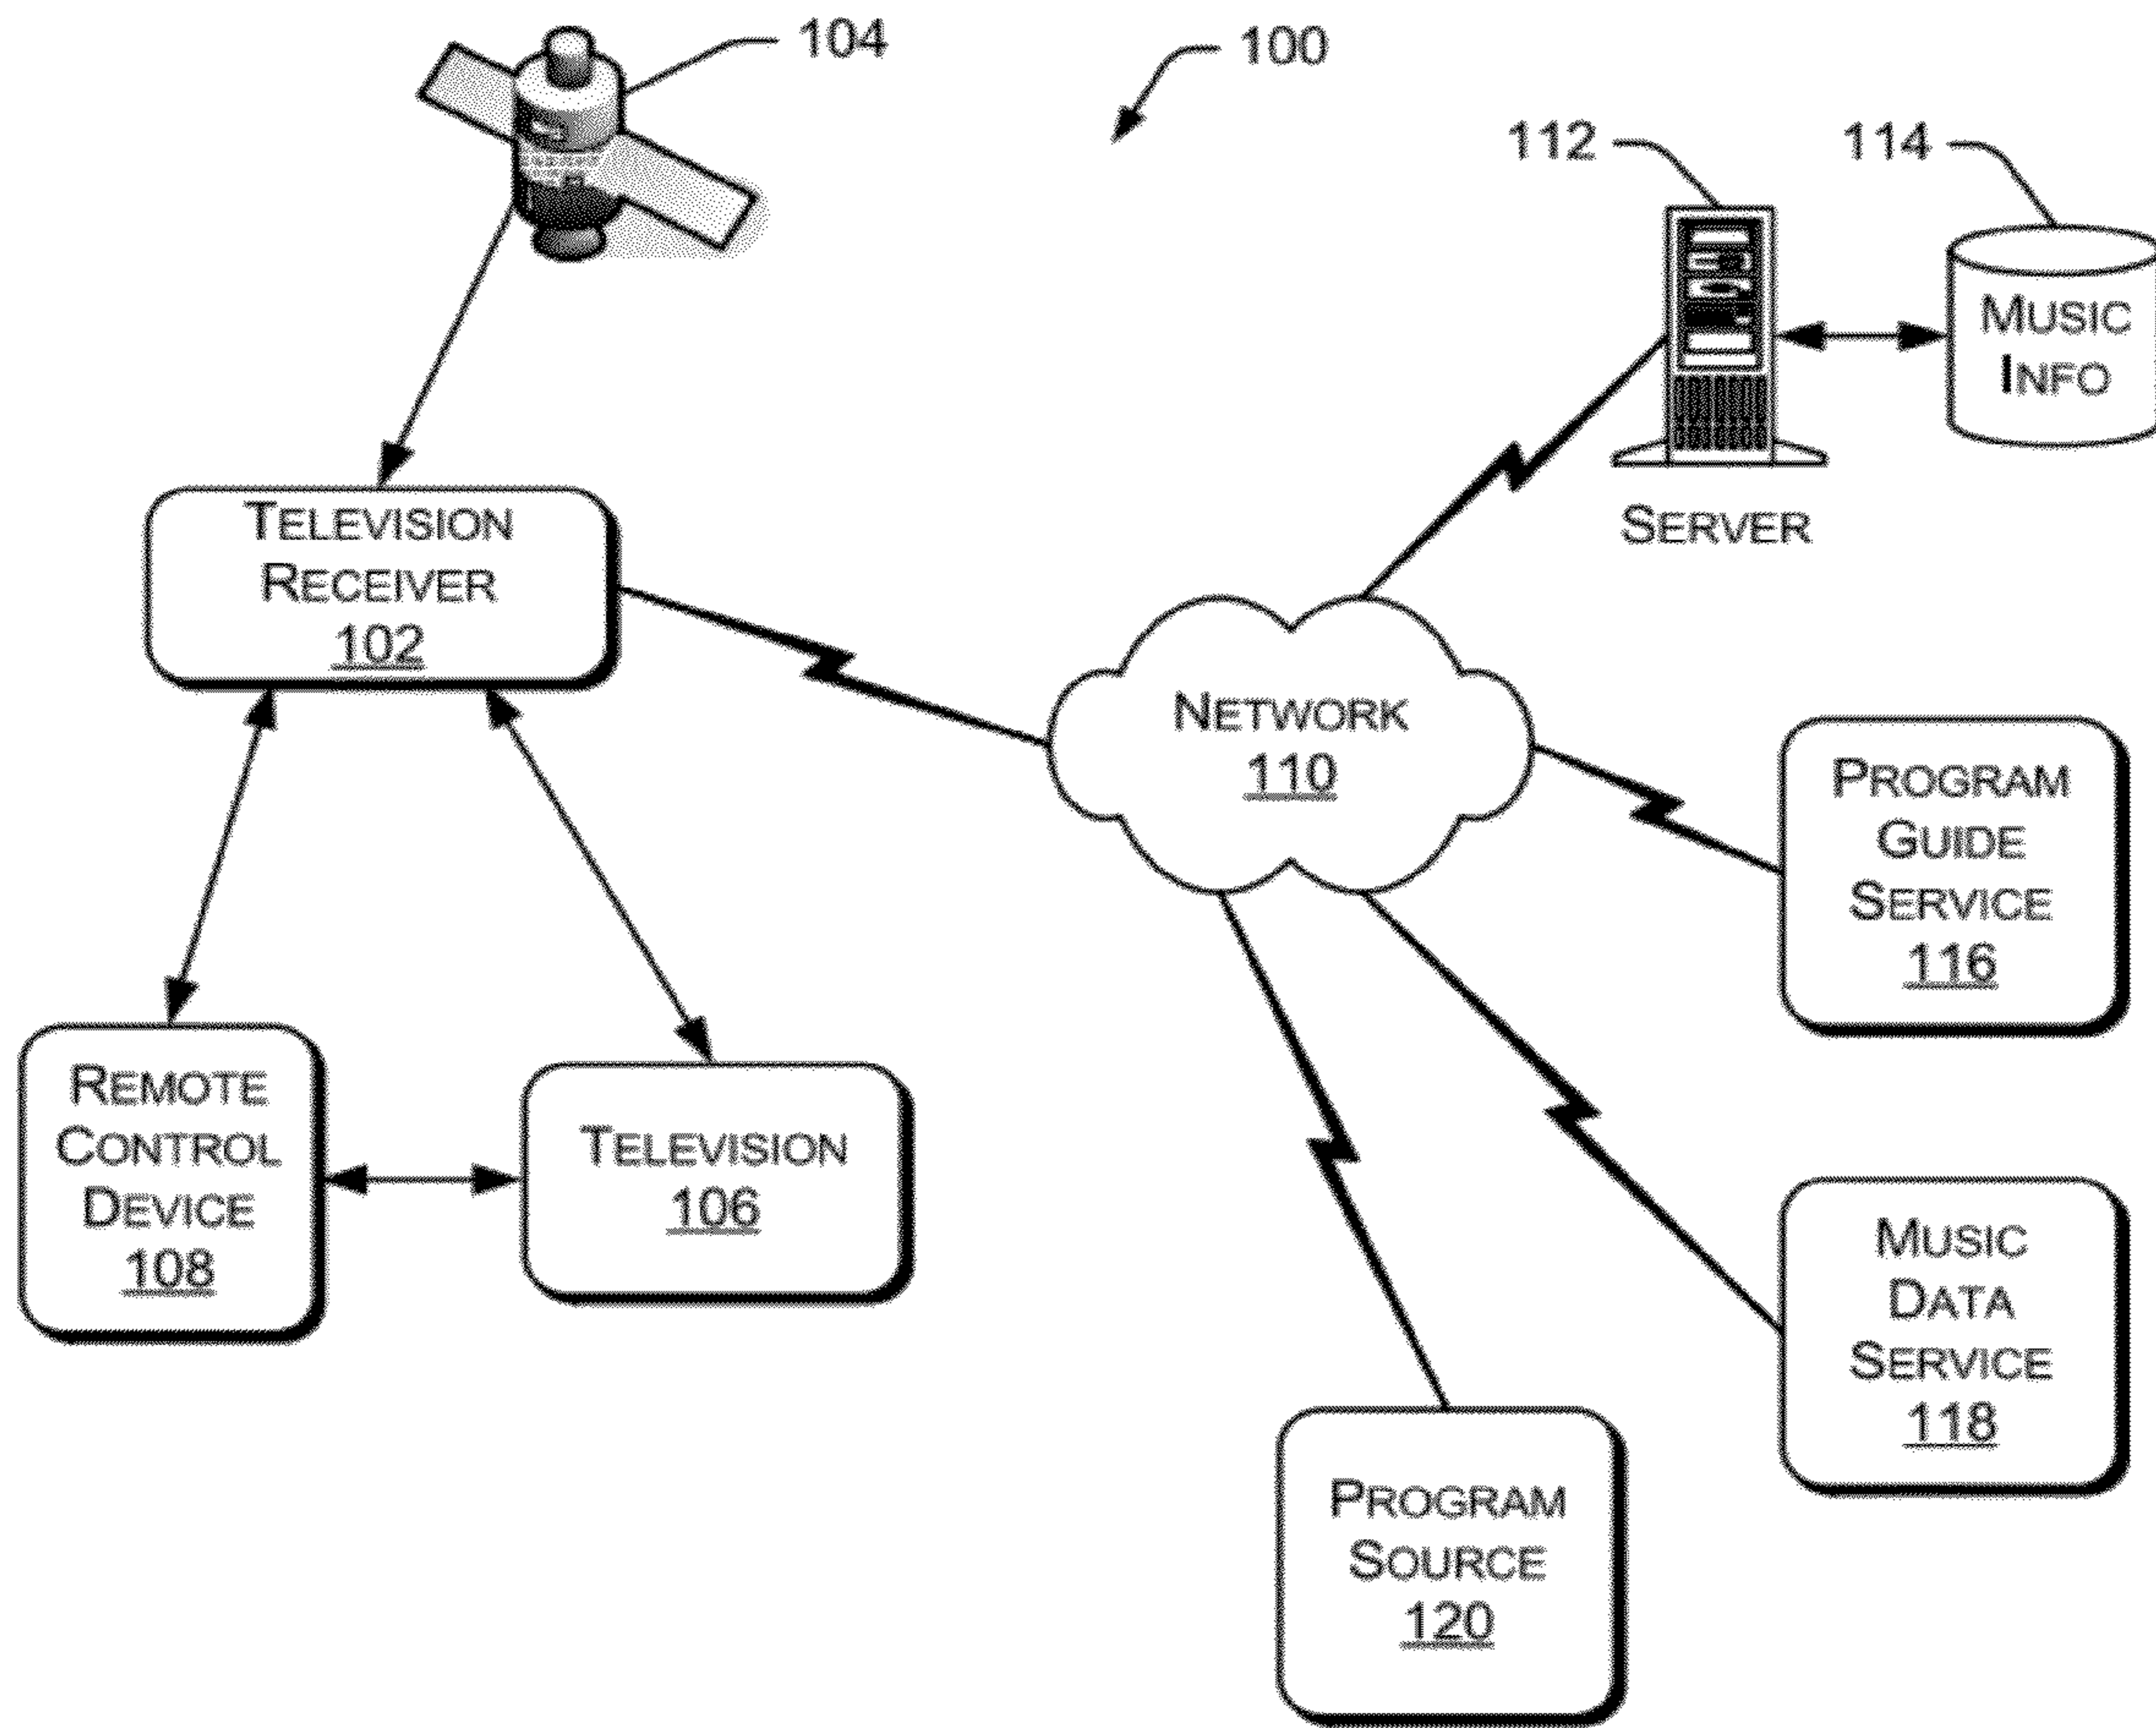 104
100
112
114
MUSIC
INFO
SERVER
TELEVISION
RECEIVER
102
NETWORK
110
PROGRAM
GUIDE
SERVICE
116
REMOTE
CONTROL
DEVICE
108
TELEVISION
106
MUSIC
DATA
SERVICE
118
PROGRAM
SOURCE
120